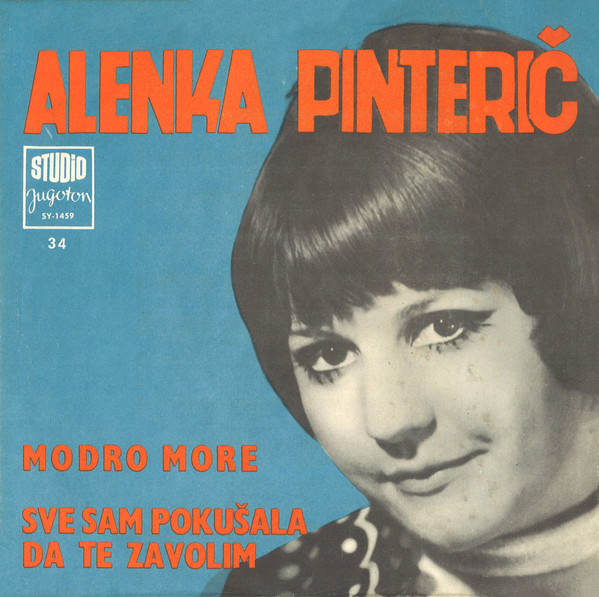 ALENKA PINTERIČ
STUDIO
Jugoton
SY-1459
34
MODRO MORE
SVE SAM POKUŠALA
DA TE ZAVOLIM